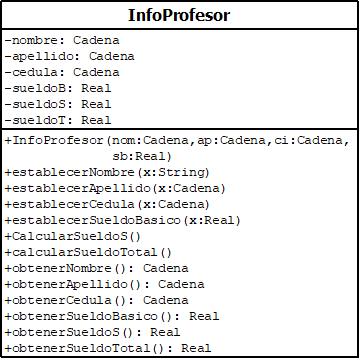 InfoProfesor
-nombre: Cadena
-apellido: Cadena
-cedula: Cadena
-sueldoB: Real
-sueldoS: Real
-sueldoT: Real
+InfoProfesor(nom:Cadena,ap:Cadena,ci:Cadena,
sb:Real)
+establecerNombre(x:String)
+establecerApellido(x:Cadena)
+establecerCedula(x:Cadena)
+establecerSueldoBasico(x:Real)
+CalcularSueldoS()
+calcularSueldoTotal()
+obtenerNombre(): Cadena
+obtenerApellido(): Cadena
+obtenerCedula(): Cadena
+obtenerSueldoBasico(): Real
+obtenerSueldoS(): Real
+obtenerSueldoTotal(): Real